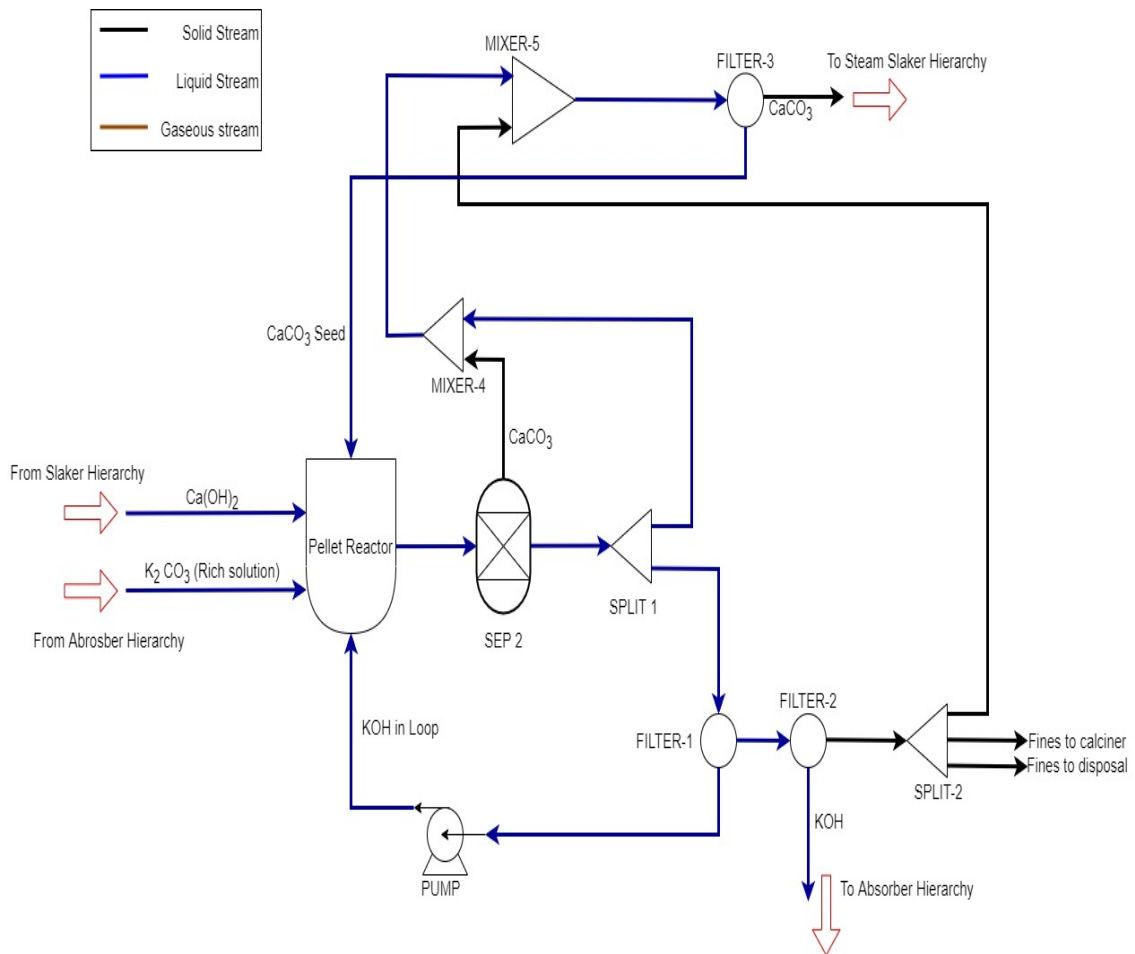 Solid Stream
Liquid Stream
Gaseous stream
MIXER-5
FILTER-3
To Steam Slaker Hierarchy
CaCO3
CaCO3 Seed
MIXER-4
CaCO3
From Slaker Hierarchy
Ca(OH)2
Pellet Reactor
K2 CO3 (Rich solution)
From Abrosber Hierarchy
SEP 2
SPLIT 1
KOH in Loop
FILTER-1
FILTER-2
Fines to calciner
Fines to disposal
SPLIT-2
KOH
PUMP
To Absorber Hierarchy